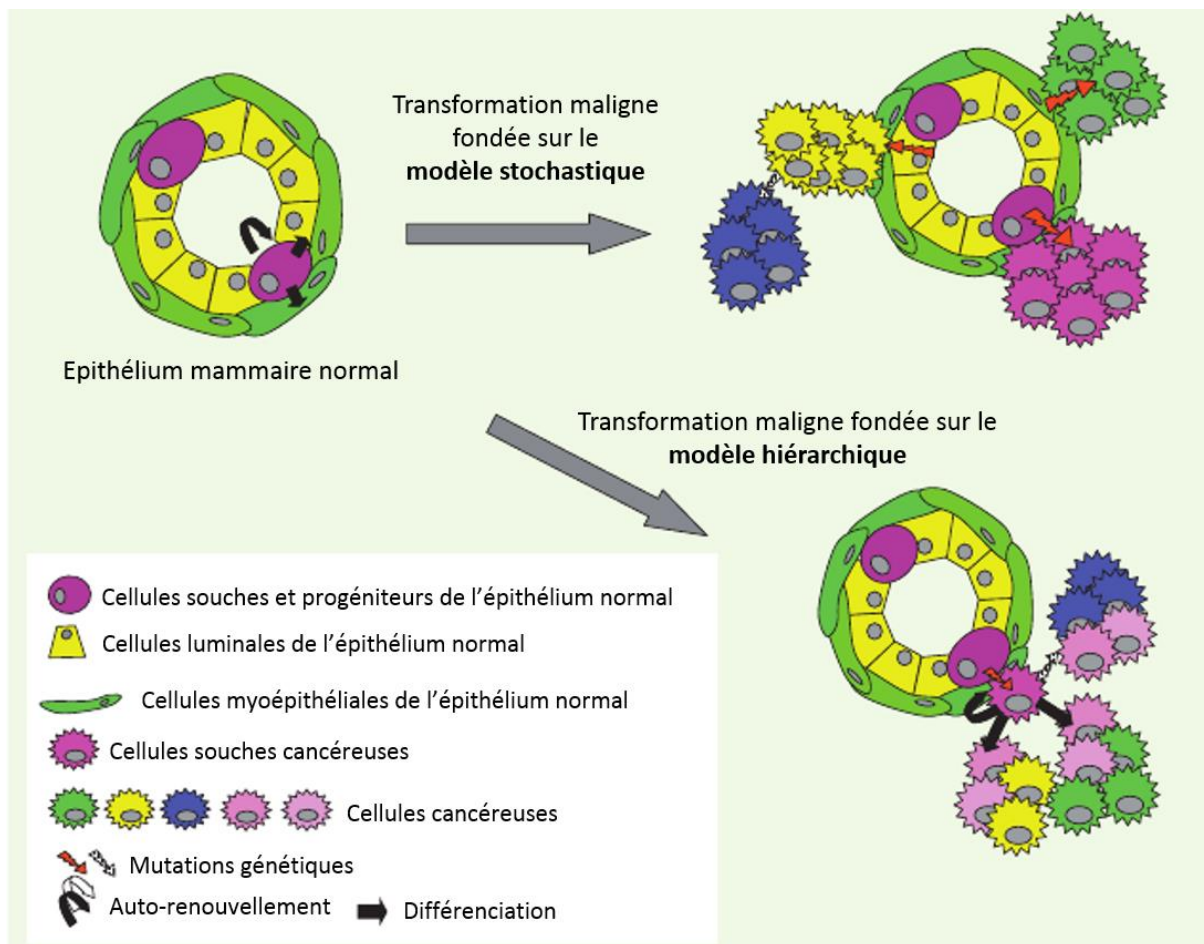 Transformation maligne
fondée sur le
modèle stochastique
Epithélium mammaire normal
Transformation maligne fondée sur le
modèle hiérarchique
Cellules souches et progéniteurs de l'épithélium normal
Cellules luminales de l'épithélium normal
Cellules myoépithéliales de l'épithélium normal
Cellules souches cancéreuses
Cellules cancéreuses
Mutations génétiques
Auto-renouvellement
Différenciation